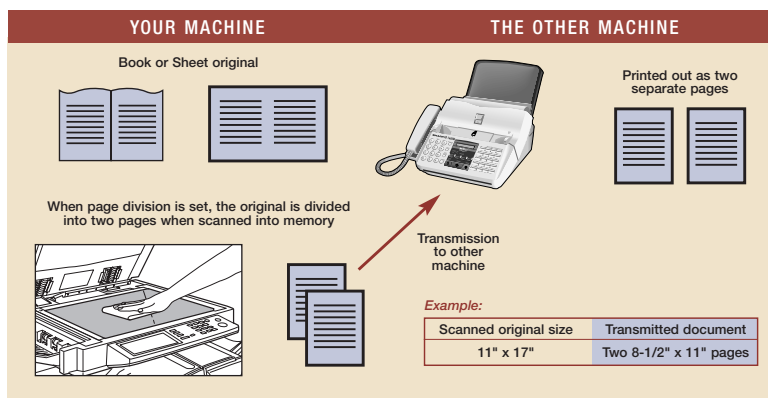 YOUR MACHINE
THE OTHER MACHINE
Book or Sheet original
Printed out as two
separate pages
When page division is set, the original is divided
into two pages when scanned into memory
Transmission
to other
machine
Example:
Scanned original size
Transmitted document
11" x 17"
Two 8-1/2" x 11" pages